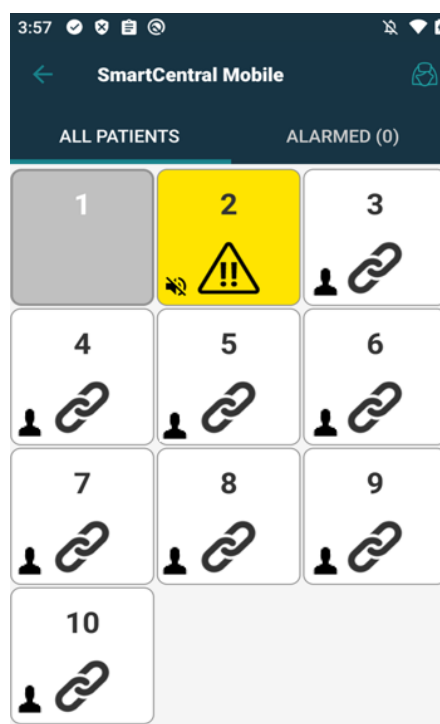 3:57
SmartCentral Mobile
ALL PATIENTS ALARMED (0)
1 2 3
!!
4 5 6
7 8 9
10